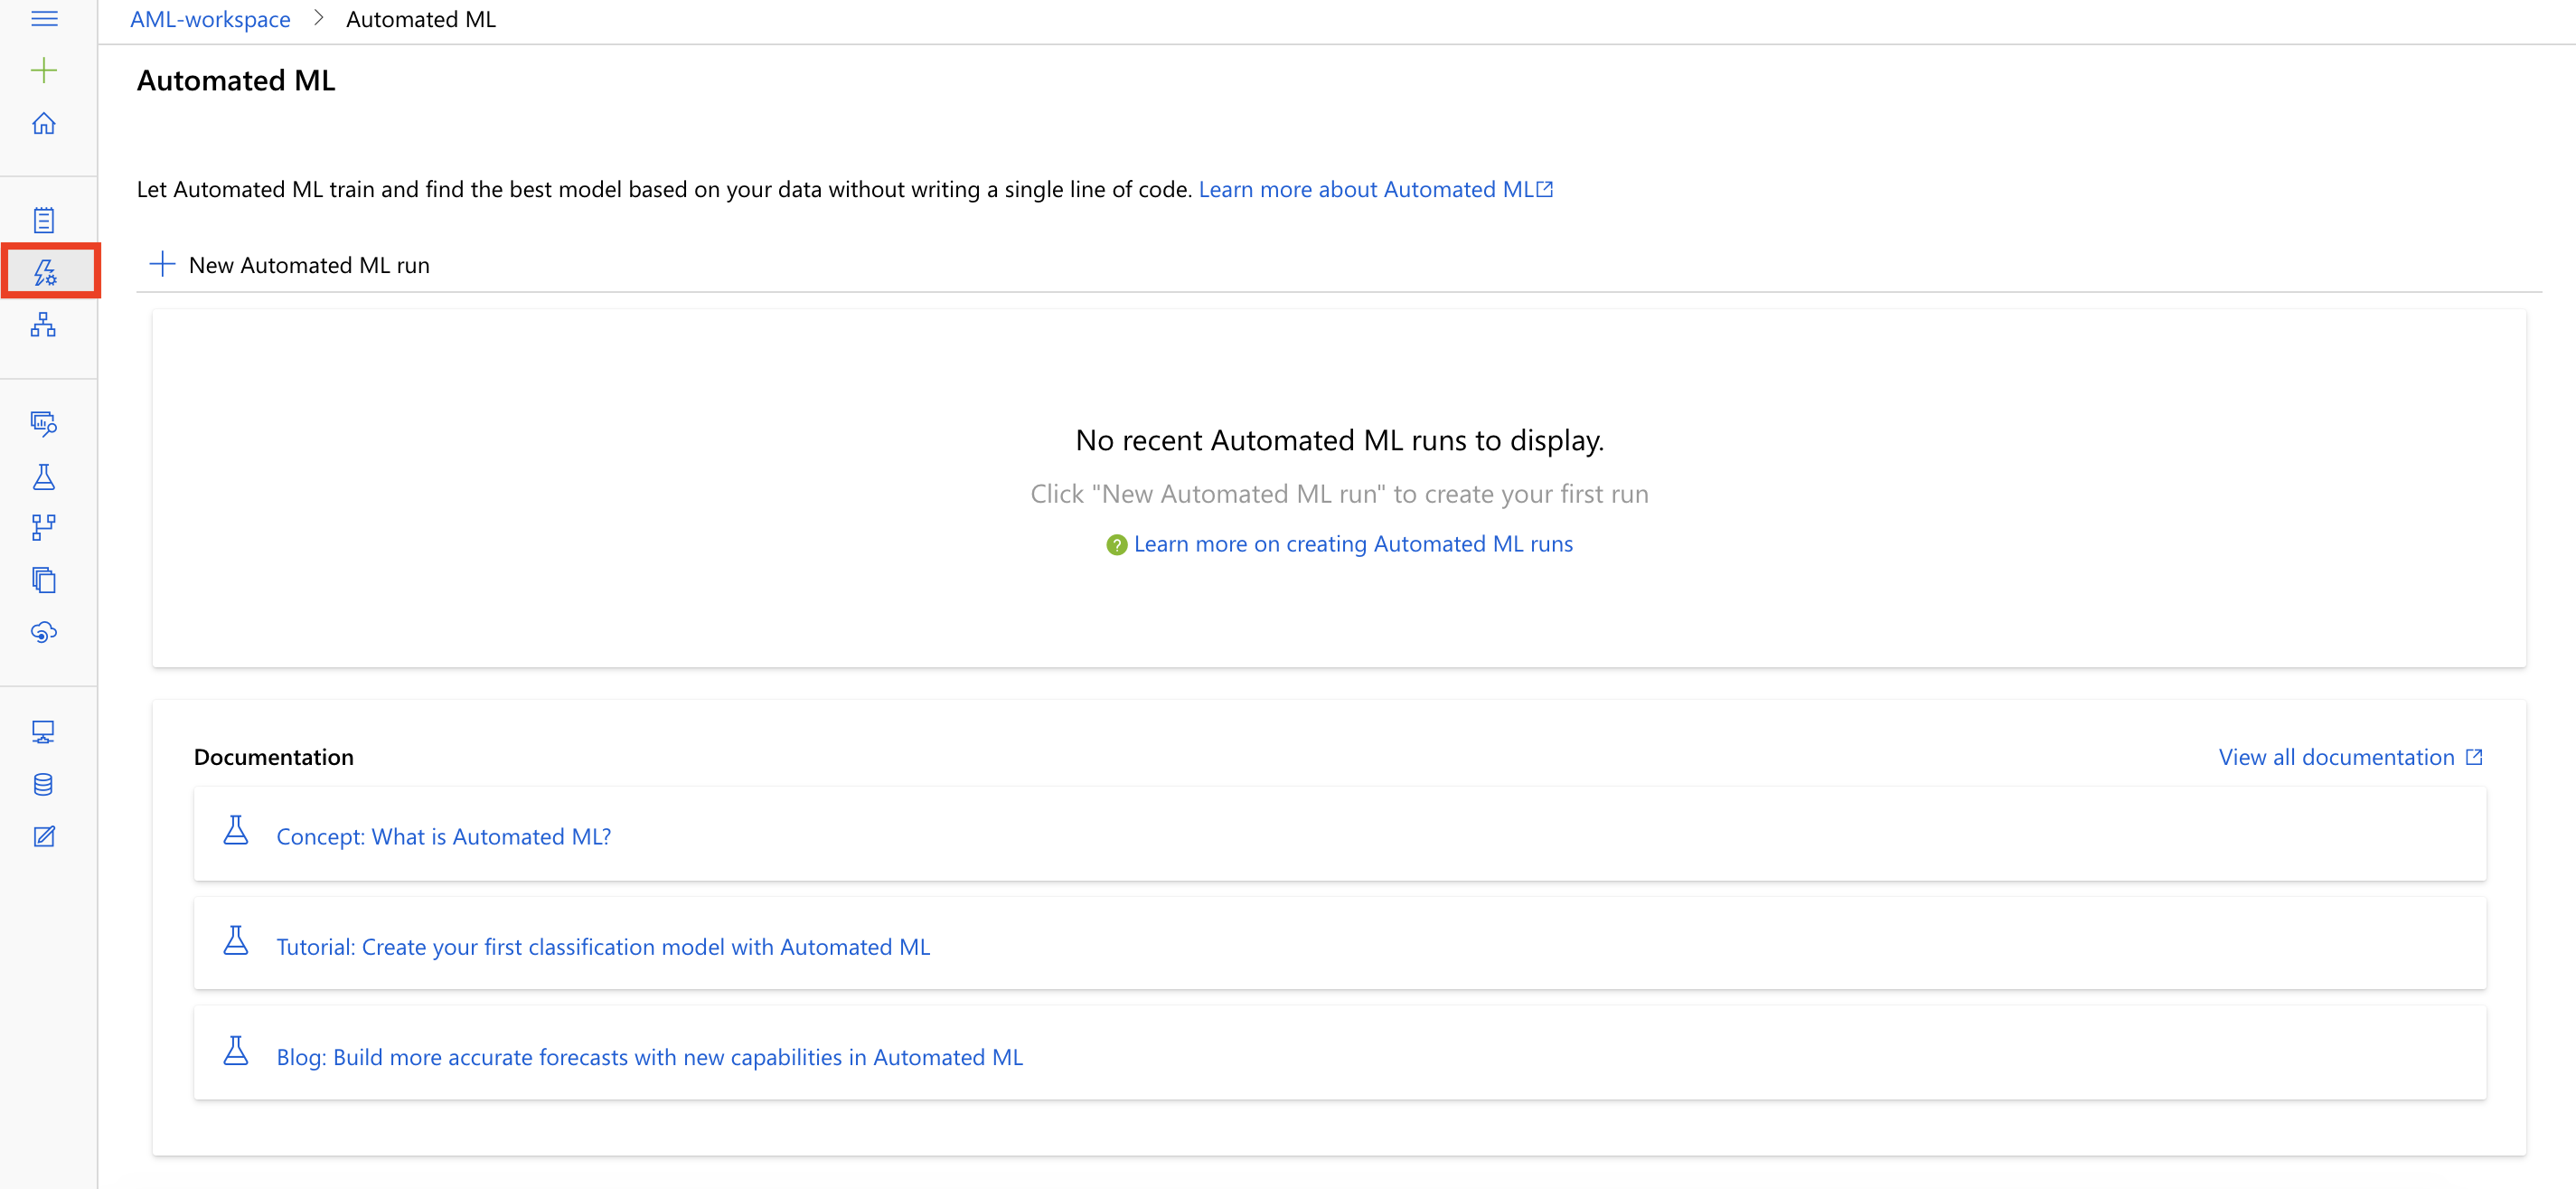 AML-workspace > Automated ML
Automated ML
Let Automated ML train and find the best model based on your data without writing a single line of code. Learn more about Automated ML
New Automated ML run
No recent Automated ML runs to display.
Click "New Automated ML run" to create your first run
? Learn more on creating Automated ML runs
Documentation
View all documentation
Concept: What is Automated ML?
Tutorial: Create your first classification model with Automated ML
Blog: Build more accurate forecasts with new capabilities in Automated ML